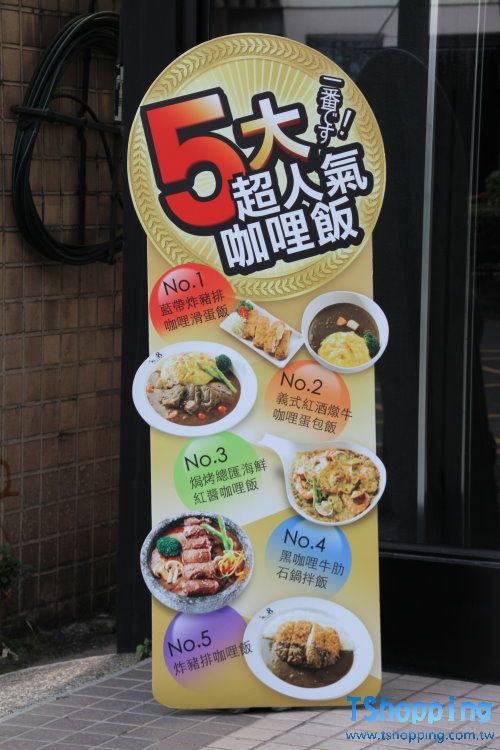 一番です!!
5大
超人氣
咖哩飯
No.1
藍帶炸豬排
咖哩滑蛋飯
No.2
義式紅酒燉牛
咖哩蛋包飯
No.3
焗烤總匯海鮮
紅醬咖哩飯
No.4
黑咖哩牛肋
石鍋拌飯
No.5
炸豬排咖哩飯
TShopping
www.tshopping.com.tw